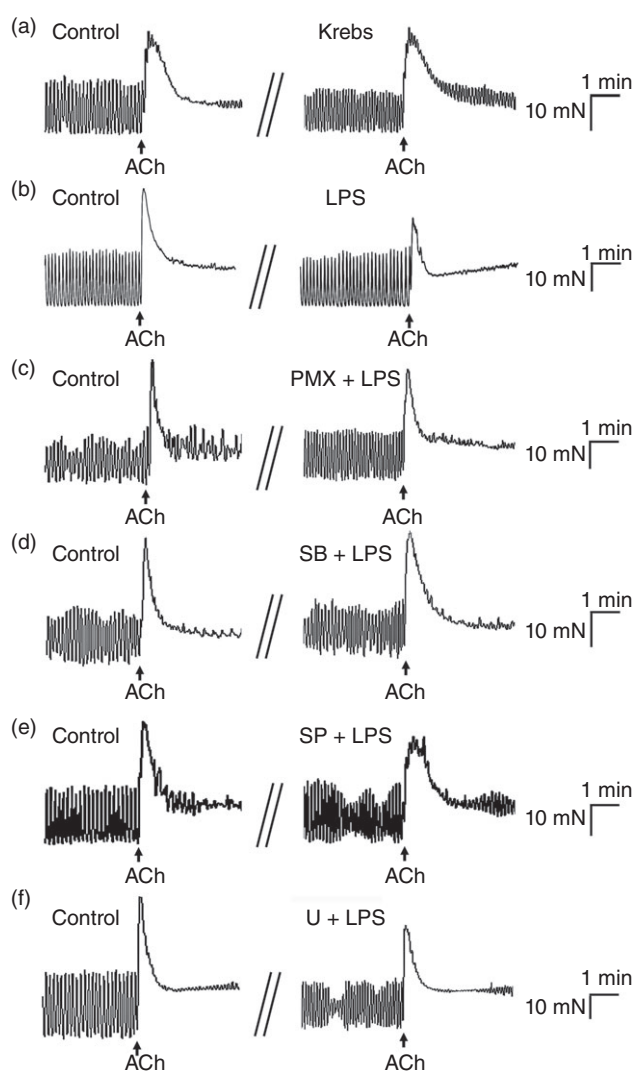 (a) Control Krebs
1 min
10 mN
ACh ACh
(b) Control LPS
1 min
10 mN
ACh ACh
(c) Control PMX + LPS
1 min
10 mN
ACh ACh
(d) Control SB + LPS
1 min
10 mN
ACh ACh
(e) Control SP + LPS
1 min
10 mN
ACh ACh
(f) Control U + LPS
1 min
10 mN
ACh ACh